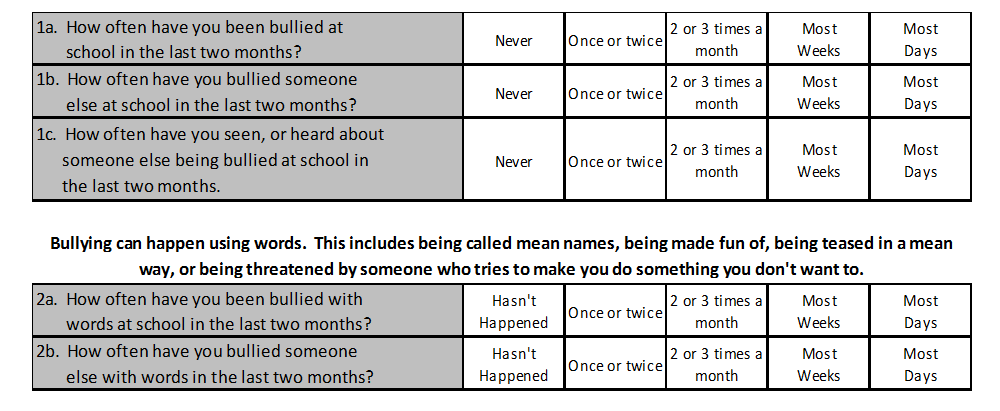 1a. How often have you been bullied at
school in the last two months?
Never
Once or twice
2 or 3 times a
month
Most
Weeks
Most
Days
1b. How often have you bullied someone
else at school in the last two months?
Never
Once or twice
2 or 3 times a
month
Most
Weeks
Most
Days
1c. How often have you seen, or heard about
someone else being bullied at school in
the last two months.
Never
Once or twice
2 or 3 times a
month
Most
Weeks
Most
Days
Bullying can happen using words. This includes being called mean names, being made fun of, being teased in a mean
way, or being threatened by someone who tries to make you do something you don't want to.
2a. How often have you been bullied with
words at school in the last two months?
Hasn't
Happened
Once or twice
2 or 3 times a
month
Most
Weeks
Most
Days
2b. How often have you bullied someone
else with words in the last two months?
Hasn't
Happened
Once or twice
2 or 3 times a
month
Most
Weeks
Most
Days